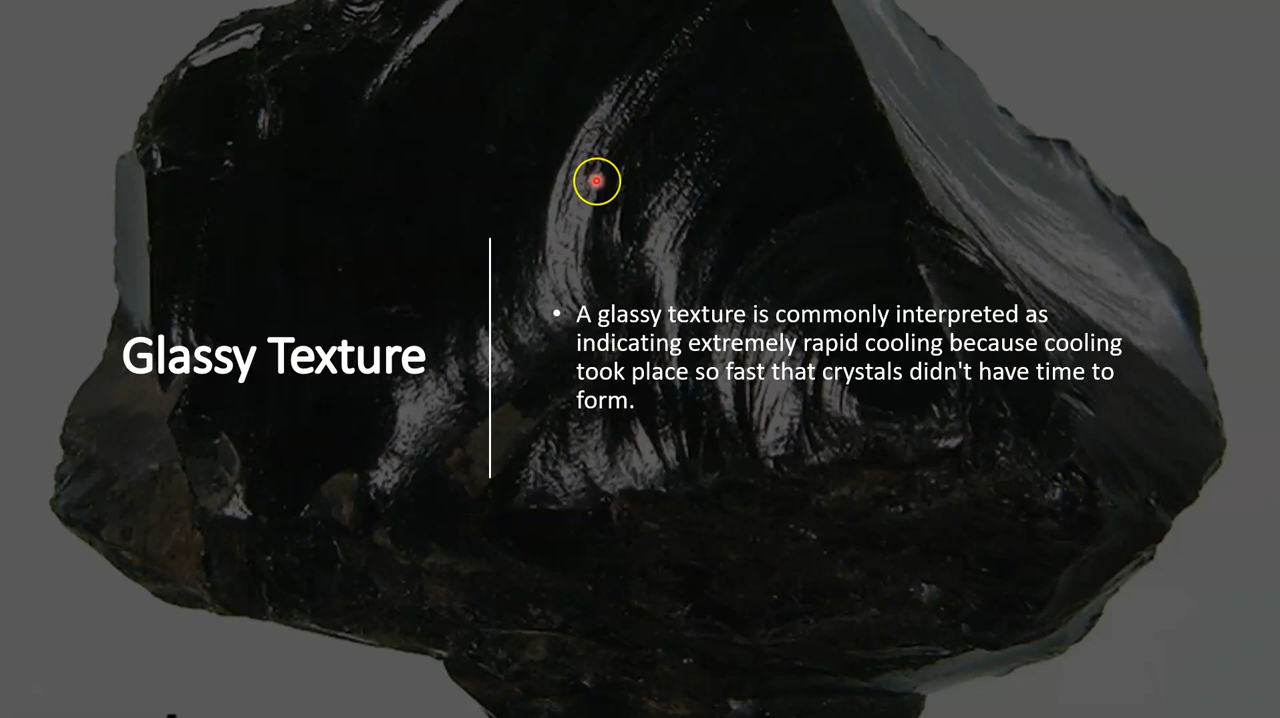 Glassy Texture
• A glassy texture is commonly interpreted as
indicating extremely rapid cooling because cooling
took place so fast that crystals didn't have time to
form.